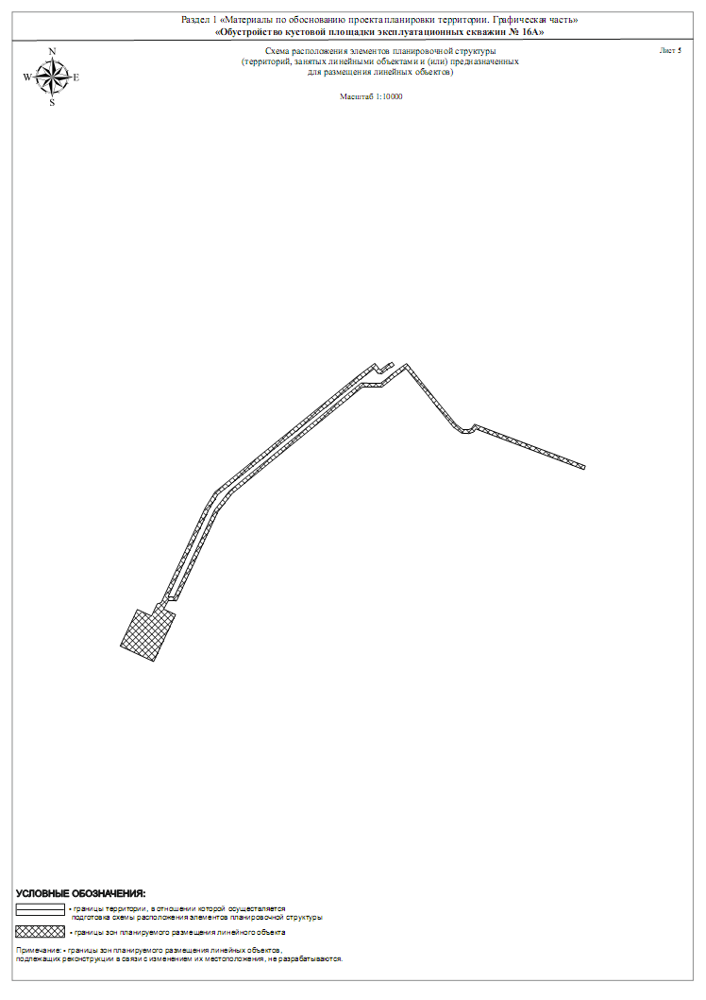 Раздел 1 «Материалы по обоснованию проекта планировки территории. Графическая часть»
«Обустройство кустовой площадки эксплуатационных скважин № 16А»
Схема расположения элементов планировочной структуры
(территорий, занятых линейными объектами и (или) предназначенных
для размещения линейных объектов)
Лист 5
Масштаб 1:10000
N
W
E
S
УСЛОВНЫЕ ОБОЗНАЧЕНИЯ:
- границы территории, в отношении которой осуществляется
подготовка схемы расположения элементов планировочной структуры
- границы зон планируемого размещения линейного объекта
Примечание: - границы зон планируемого размещения линейных объектов,
подлежащих реконструкции в связи с изменением их местоположения, не разрабатываются.